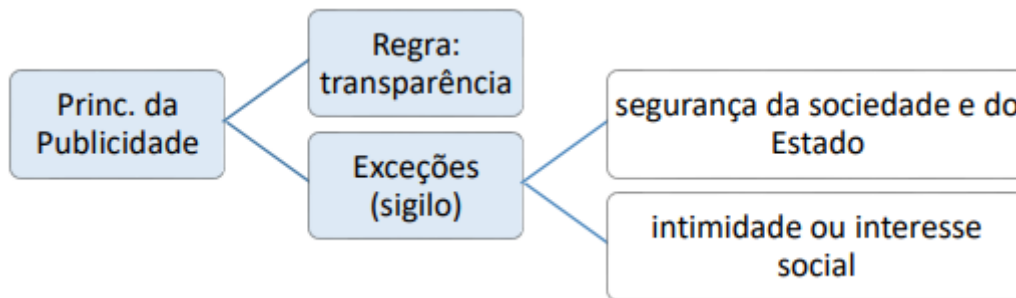 Princ. da
Publicidade
Regra:
transparência
Exceções
(sigilo)
segurança da sociedade e do
Estado
intimidade ou interesse
social